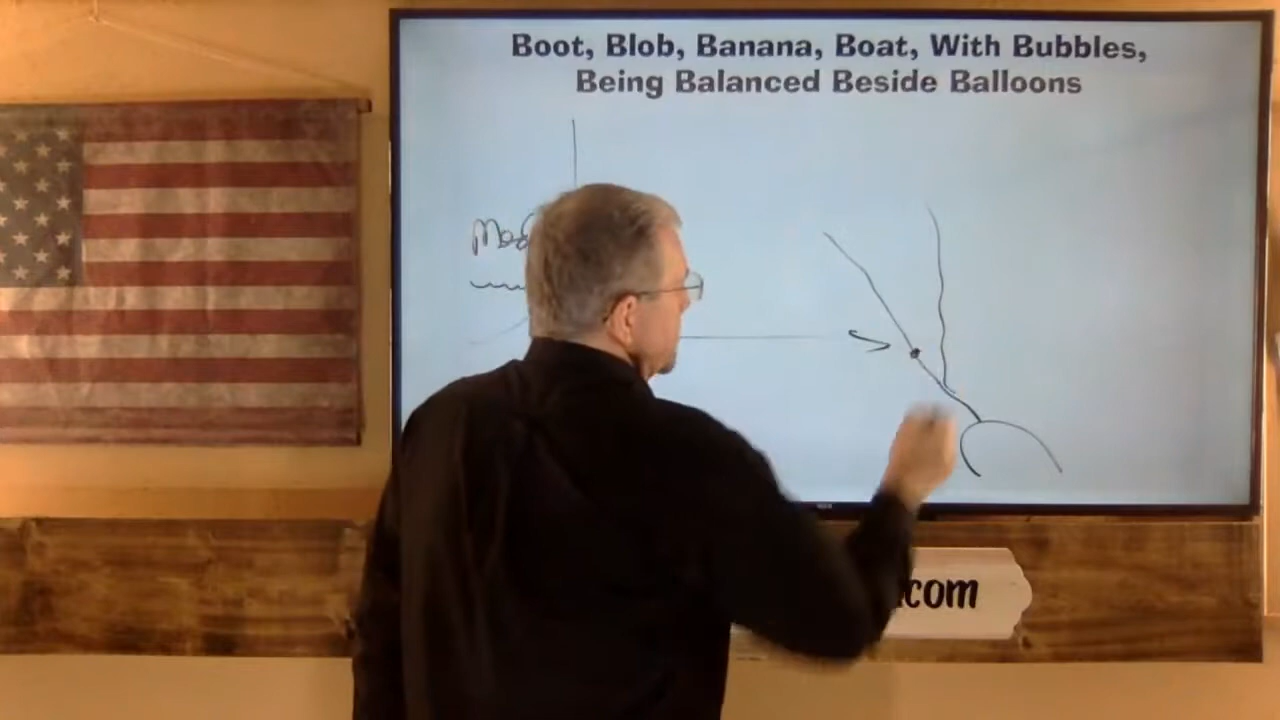 Boot, Blob, Banana, Boat, With Bubbles,
Being Balanced Beside Balloons
.com